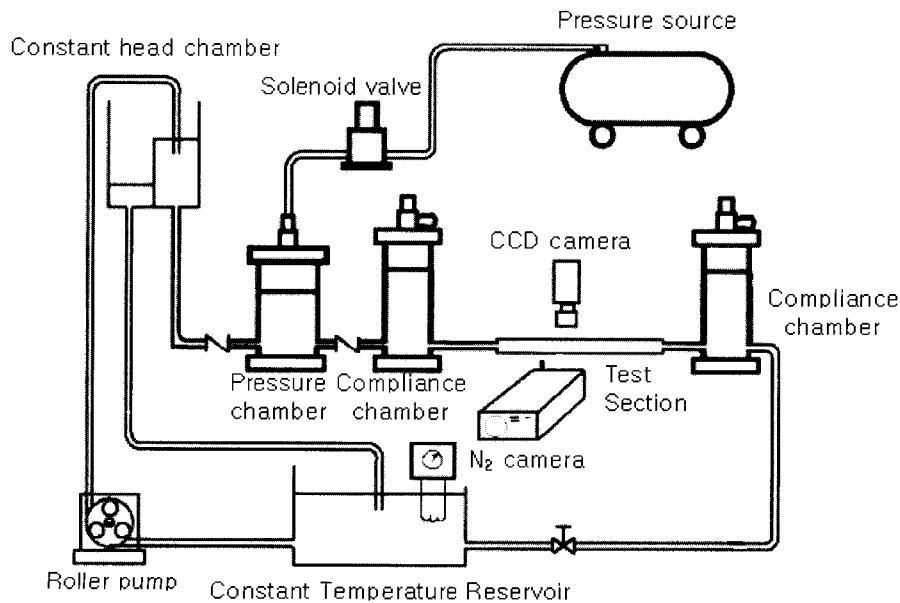 Pressure source
Constant head chamber
Solenoid valve
CCD camera
Compliance
chamber
Pressure
chamber
Compliance
chamber
Test
Section
N₂ camera
Roller pump
Constant Temperature Reservoir